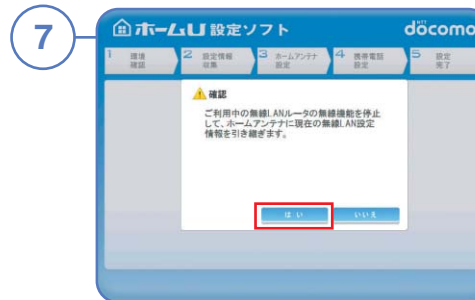 7
ホームU 設定ソフト
NTT
döcomo
1 環境
確認
2 設定情報
収集
3 ホームアンテナ
設定
4 携帯電話
設定
5 設定
完了
確認
ご利用中の無線LANルータの無線機能を停止
して、ホームアンテナに現在の無線LAN設定
情報を引き継ぎます。
はい
いいえ